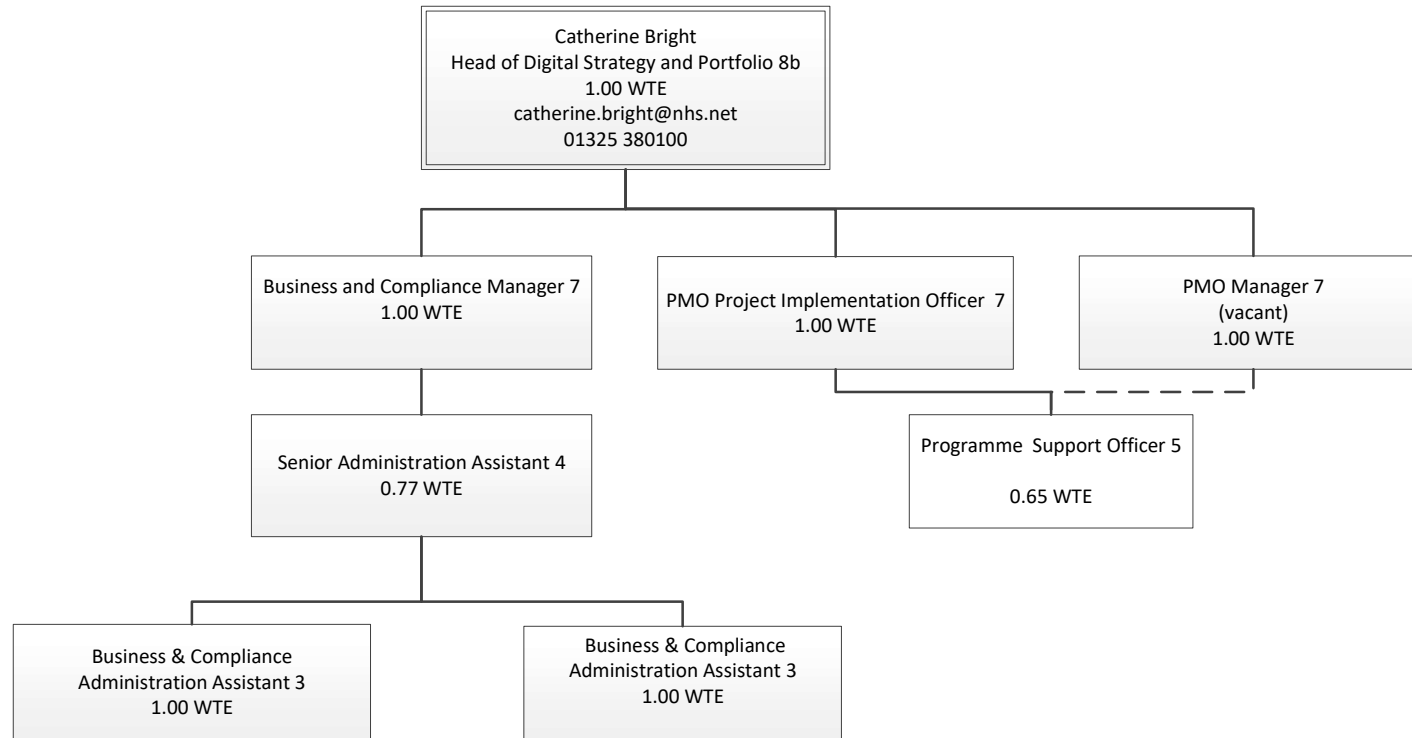 Catherine Bright
Head of Digital Strategy and Portfolio 8b
1.00 WTE
catherine.bright@nhs.net
01325 380100
Business and Compliance Manager 7
1.00 WTE
PMO Project Implementation Officer  7
1.00 WTE
PMO Manager 7
(vacant)
1.00 WTE
Senior Administration Assistant 4
0.77 WTE
Programme  Support Officer 5
0.65 WTE
Business & Compliance
Administration Assistant 3
1.00 WTE
Business & Compliance
Administration Assistant 3
1.00 WTE